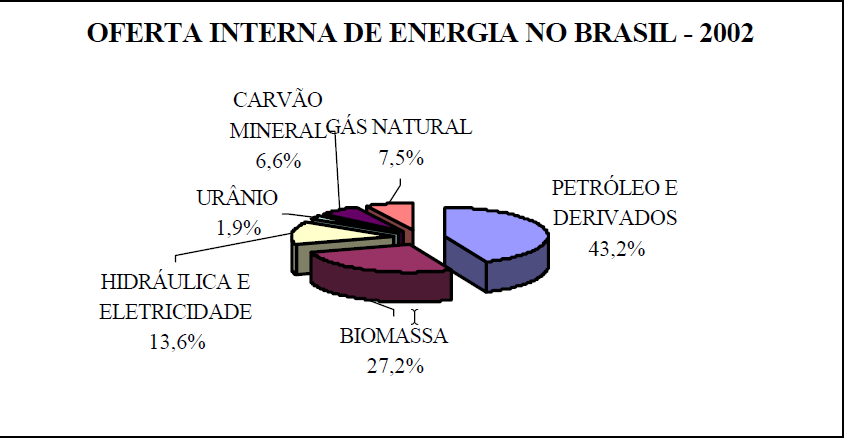 OFERTA INTERNA DE ENERGIA NO BRASIL - 2002
CARVÃO
MINERAL
6,6%
GÁS NATURAL
7,5%
PETRÓLEO E
DERIVADOS
43,2%
URÂNIO
1,9%
HIDRÁULICA E
ELETRICIDADE
13,6%
BIOMASSA
27,2%